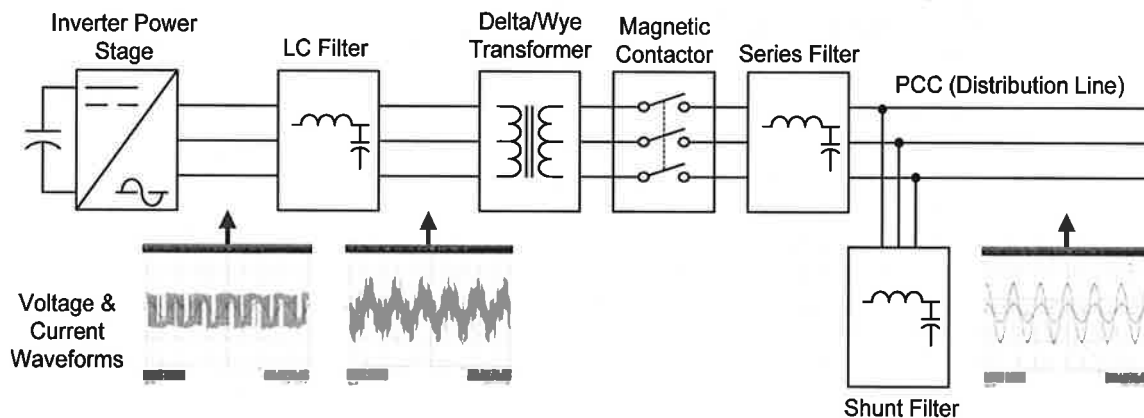 Inverter Power
Stage
LC Filter
Delta/Wye
Transformer
Magnetic
Contactor
Series Filter
PCC (Distribution Line)
Voltage &
Current
Waveforms
Shunt Filter